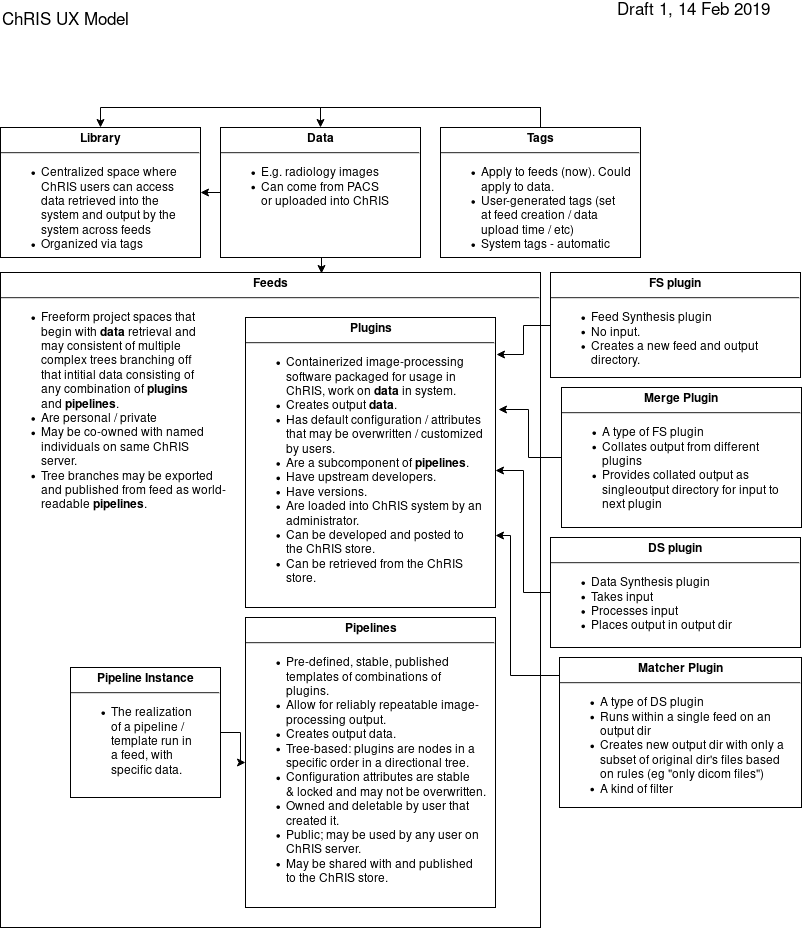 ChRIS UX Model
Draft 1, 14 Feb 2019
Library
Centralized space where
ChRIS users can access
data retrieved into the
system and output by the
system across feeds
Organized via tags
Data
E.g. radiology images
Can come from PACS
or uploaded into ChRIS
Tags
Apply to feeds (now). Could
apply to data.
User-generated tags (set
at feed creation / data
upload time / etc)
System tags - automatic
Feeds
Freeform project spaces that
begin with data retrieval and
may consistent of multiple
complex trees branching off
that intitial data consisting of
any combination of plugins
and pipelines.
Are personal / private
May be co-owned with named
individuals on same ChRIS
server.
Tree branches may be exported
and published from feed as world-
readable pipelines.
Plugins
Containerized image-processing
software packaged for usage in
ChRIS, work on data in system.
Creates output data.
Has default configuration / attributes
that may be overwritten / customized
by users.
Are a subcomponent of pipelines.
Have upstream developers.
Have versions.
Are loaded into ChRIS system by an
administrator.
Can be developed and posted to
the ChRIS store.
Can be retrieved from the ChRIS
store.
Pipeline Instance
The realization
of a pipeline /
template run in
a feed, with
specific data.
Pipelines
Pre-defined, stable, published
templates of combinations of
plugins.
Allow for reliably repeatable image-
processing output.
Creates output data.
Tree-based: plugins are nodes in a
specific order in a directional tree.
Configuration attributes are stable
& locked and may not be overwritten.
Owned and deletable by user that
created it.
Public; may be used by any user on
ChRIS server.
May be shared with and published
to the ChRIS store.
FS plugin
Feed Synthesis plugin
No input.
Creates a new feed and output
directory.
Merge Plugin
A type of FS plugin
Collates output from different
plugins
Provides collated output as
singleoutput directory for input to
next plugin
DS plugin
Data Synthesis plugin
Takes input
Processes input
Places output in output dir
Matcher Plugin
A type of DS plugin
Runs within a single feed on an
output dir
Creates new output dir with only a
subset of original dir's files based
on rules (eg "only dicom files")
A kind of filter